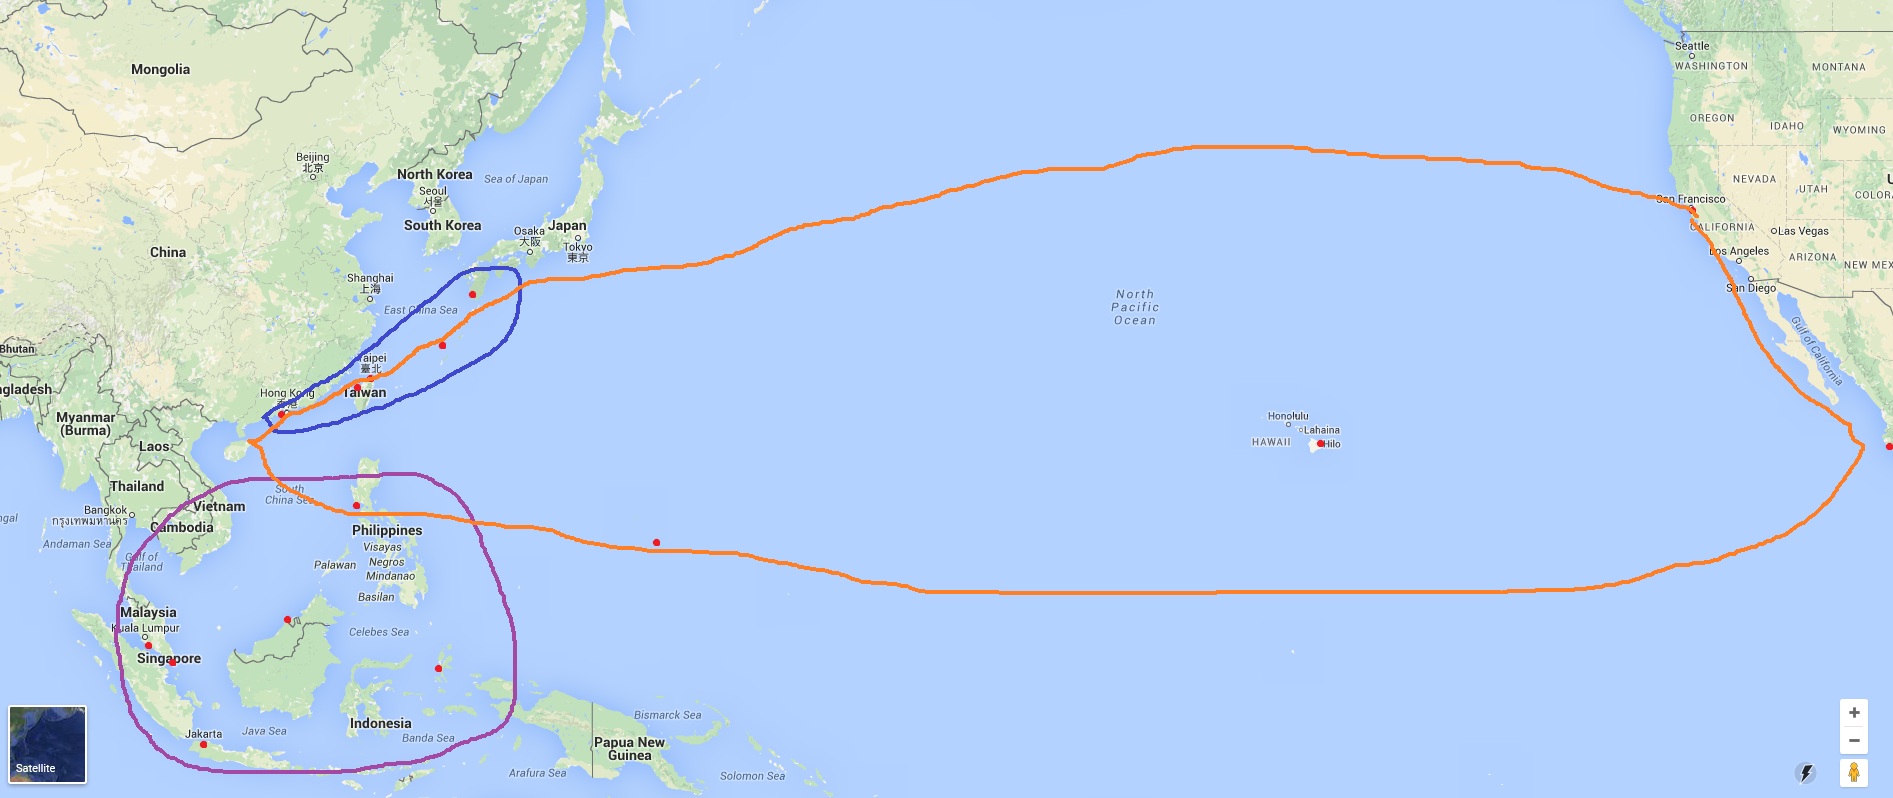 Seattle
WASHINGTON
MONTANA
Mongolia
OREGON
IDAHO
WYOMING
Beijing
北京
North Korea
Sea of Japan
Seoul
서울
South Korea
NEVADA
UTAH
COLOR
San Francisco
CALIFORNIA
Las Vegas
Osaka
大阪
Japan
Tokyo
東京
China
Los Angeles
ARIZONA
NEW MEX
Shanghai
上海
San Diego
East China Sea
North
Pacific
Ocean
Gulf of California
Bhutan
Taipei
臺北
ngladesh
Hong Kong
香港
Taiwan
Myanmar
(Burma)
Honolulu
Lahaina
HAWAII
Hilo
Laos
Thailand
South
China Sea
Vietnam
Bangkok
กรุงเทพมหานคร
ngal
Cambodia
Philippines
Andaman Sea
Gulf of
Thailand
Visayas
Palawan
Negros
Mindanao
Basilan
Malaysia
Kuala Lumpur
Celebes Sea
Singapore
Indonesia
Bismarck Sea
Jakarta
Java Sea
Banda Sea
Papua New
Guinea
Satellite
Arafura Sea
Solomon Sea